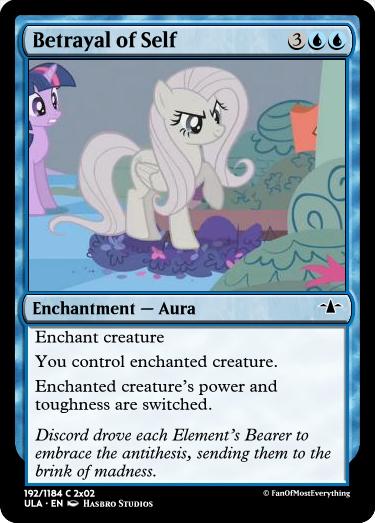 Betrayal of Self 3
Enchantment — Aura
Enchant creature
You control enchanted creature.
Enchanted creature's power and
toughness are switched.
Discord drove each Element's Bearer to
embrace the antithesis, sending them to the
brink of madness.
192/1184 C 2x02
ULA • EN Hasbro Studios
© FanOfMostEverything